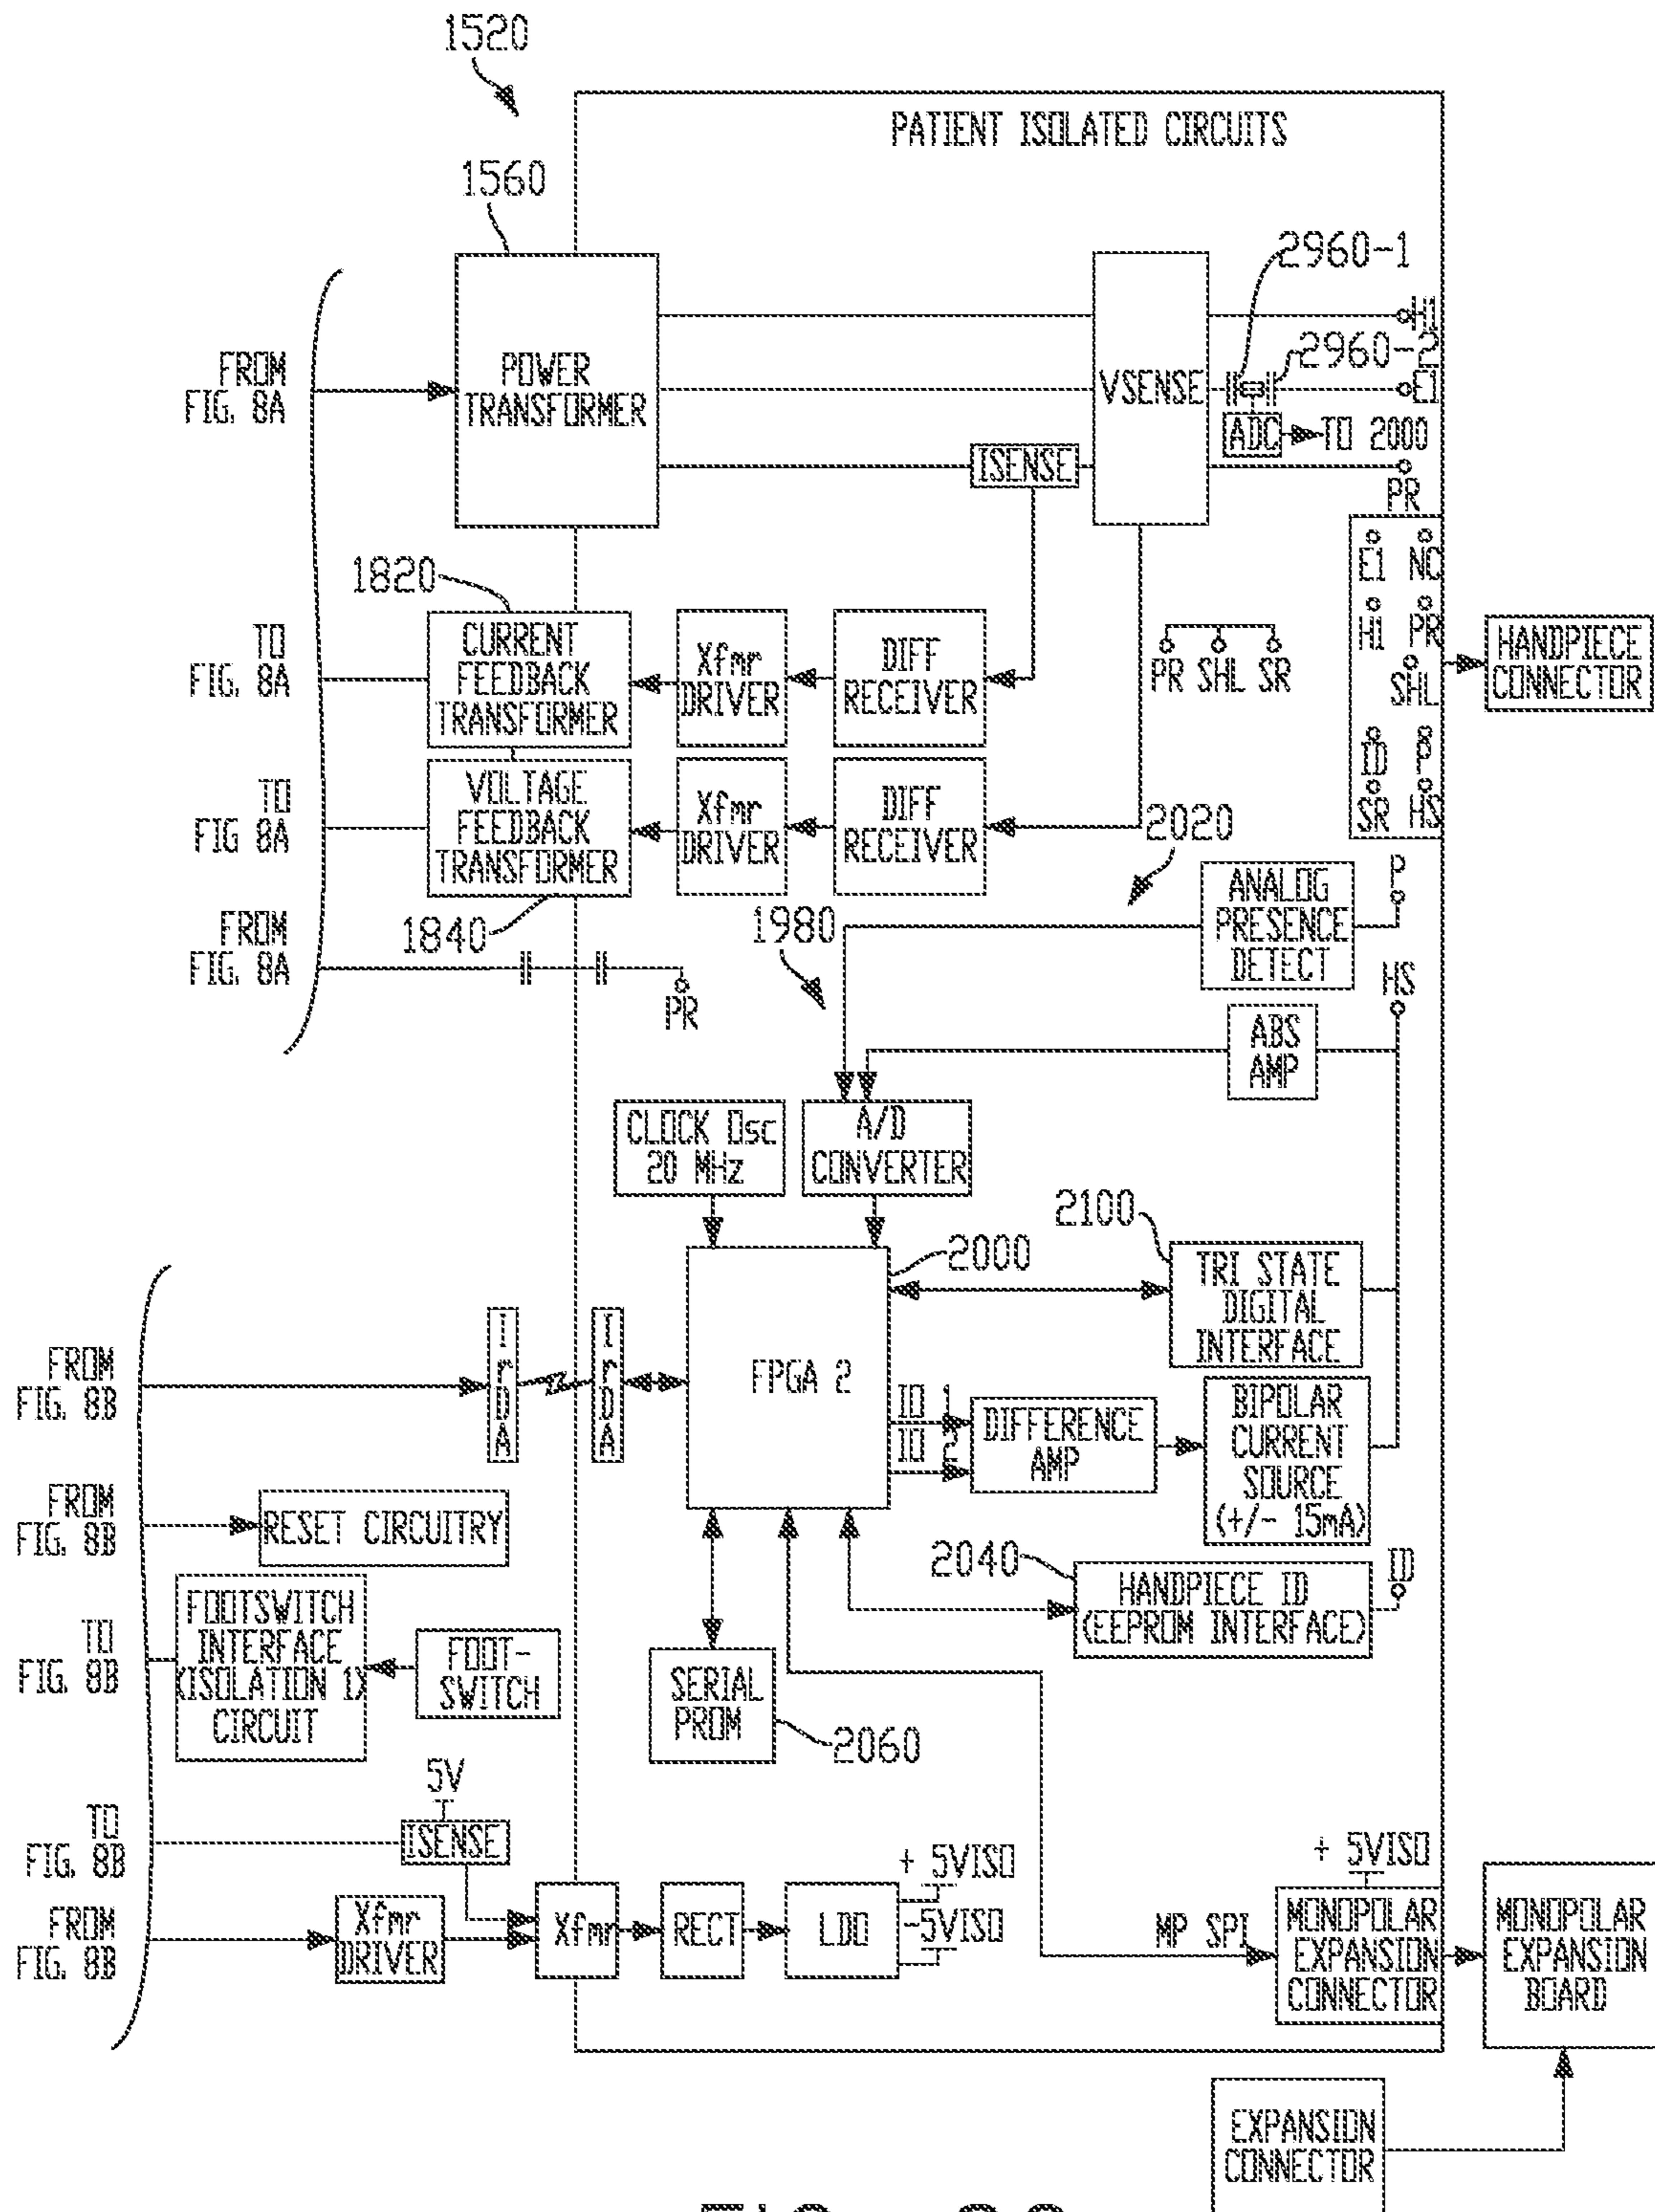 1520
PATIENT ISOLATED CIRCUITS
1560
2960-1
H1
FROM
FIG. 8A
POWER
TRANSFORMER
VSENSE
2960-2
E1
ADC
TO 2000
ISENSE
PR
E1 NC
H1 PR
SHL
ID P
SR HS
HANDPIECE
CONNECTOR
1820
TO
FIG. 8A
CURRENT
FEEDBACK
TRANSFORMER
Xfmr
DRIVER
DIFF
RECEIVER
PR SHL SR
TO
FIG 8A
VOLTAGE
FEEDBACK
TRANSFORMER
Xfmr
DRIVER
DIFF
RECEIVER
2020
1840
1980
ANALOG
PRESENCE
DETECT
P
FROM
FIG. 8A
PR
HS
ABS
AMP
CLOCK Osc
20 MHz
A/D
CONVERTER
2100
2000
TRI STATE
DIGITAL
INTERFACE
FROM
FIG. 8B
IrDA
IrDA
FPGA 2
IO 1
IO 2
DIFFERENCE
AMP
BIPOLAR
CURRENT
SOURCE
(+/- 15mA)
FROM
FIG. 8B
RESET CIRCUITRY
2040
HANDPIECE ID
(EEPROM INTERFACE)
ID
TO
FIG. 8B
FOOTSWITCH
INTERFACE
(ISOLATION 1)
CIRCUIT
FOOT-
SWITCH
SERIAL
PROM
2060
5V
TO
FIG. 8B
ISENSE
+ 5VISO
-5VISO
+ 5VISO
FROM
FIG. 8B
Xfmr
DRIVER
Xfmr
RECT
LDO
MP SPI
MONOPOLAR
EXPANSION
CONNECTOR
MONOPOLAR
EXPANSION
BOARD
EXPANSION
CONNECTOR